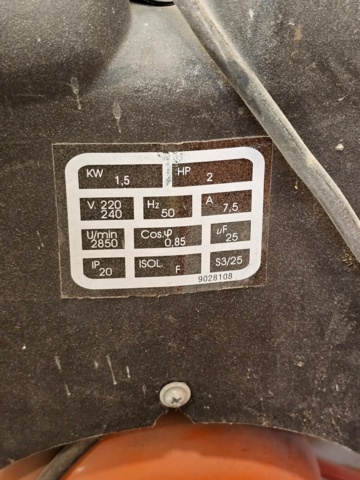 KW 1,5 HP 2
V. 220 Hz A
240 50 7,5
U/min Cosφ µF
2850 0,85 25
IP ISOL S3/25
20 F
9028108